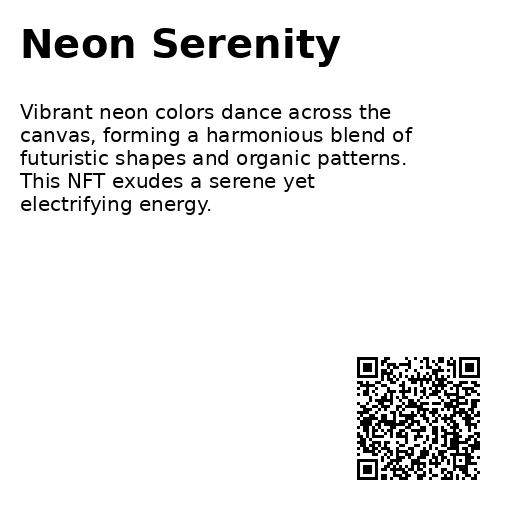 Neon Serenity
Vibrant neon colors dance across the
canvas, forming a harmonious blend of
futuristic shapes and organic patterns.
This NFT exudes a serene yet
electrifying energy.